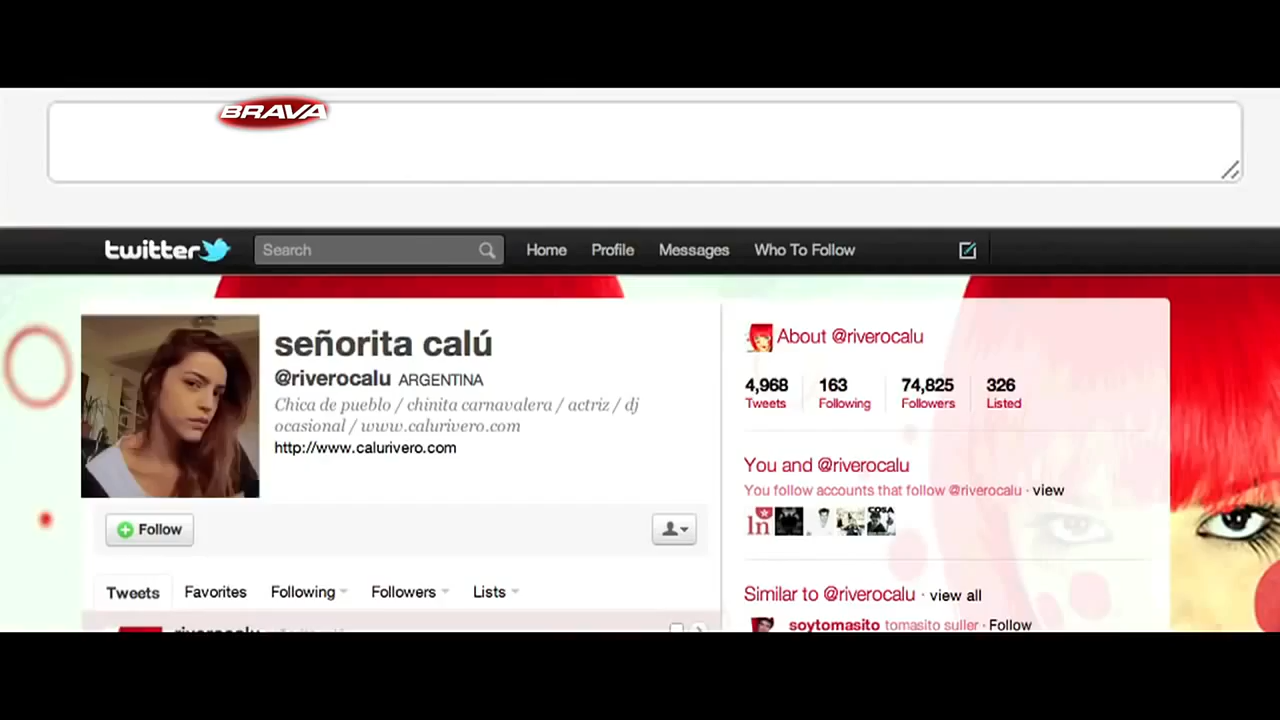 BRAVA
twitter Search Home Profile Messages Who To Follow
señorita calú
@riverocalu ARGENTINA
Chica de pueblo / chinita carnavalera / actriz / dj
ocasional / www.calurivero.com
http://www.calurivero.com
Follow
Tweets Favorites Following Followers Lists
riverocalu
About @riverocalu
4,968 163 74,825 326
Tweets Following Followers Listed
You and @riverocalu
You follow accounts that follow @riverocalu · view
In
COSA
Similar to @riverocalu · view all
soytomasito tomasito suller · Follow